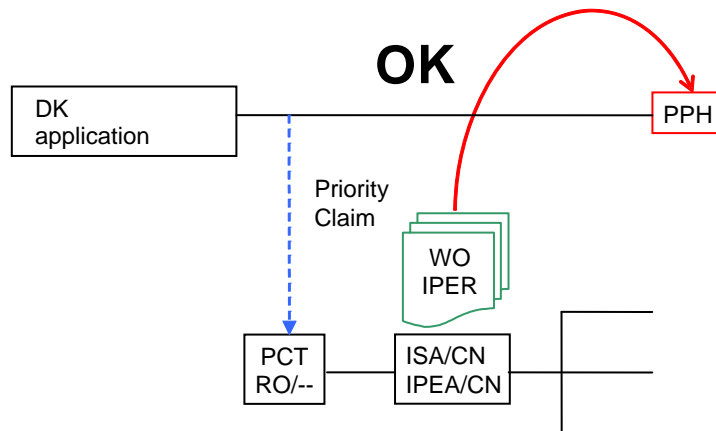 OK
DK
application
PPH
Priority
Claim
WO
IPER
PCT
RO/--
ISA/CN
IPEA/CN